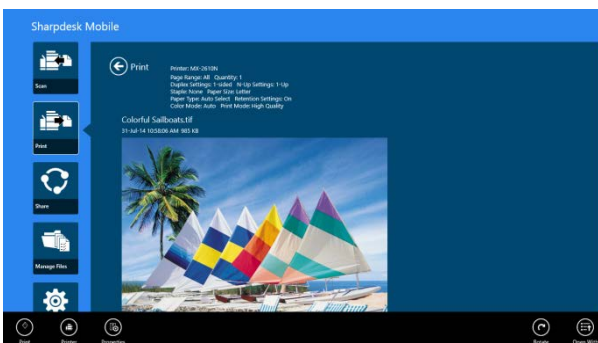 Sharpdesk Mobile
Scan
Print
Share
Manage Files
Print
Printer: MX-2610N
Page Range: All Quantity: 1
Duplex Settings: 1-sided N-Up Settings: 1-Up
Staple: None Paper Size: Letter
Paper Type: Auto Select Retention Settings: On
Color Mode: Auto Print Mode: High Quality
Colorful Sailboats.tif
31-Jul-14 10:58:06 AM 983 KB
Print
Printer
Properties
Rotate
Open With